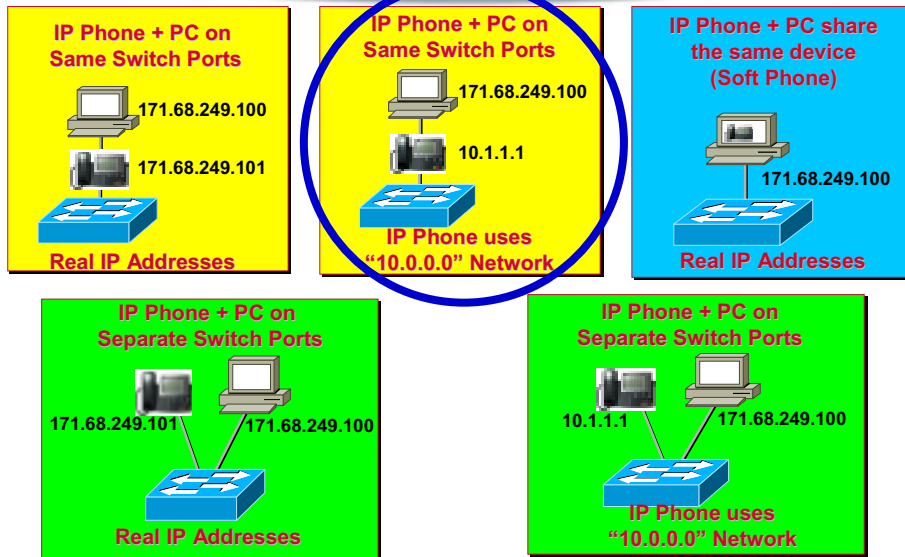 IP Phone + PC on
Same Switch Ports
171.68.249.100
171.68.249.101
Real IP Addresses
IP Phone + PC on
Same Switch Ports
171.68.249.100
10.1.1.1
IP Phone uses
“10.0.0.0” Network
IP Phone + PC share
the same device
(Soft Phone)
171.68.249.100
Real IP Addresses
IP Phone + PC on
Separate Switch Ports
171.68.249.101
171.68.249.100
Real IP Addresses
IP Phone + PC on
Separate Switch Ports
10.1.1.1
171.68.249.100
IP Phone uses
“10.0.0.0” Network